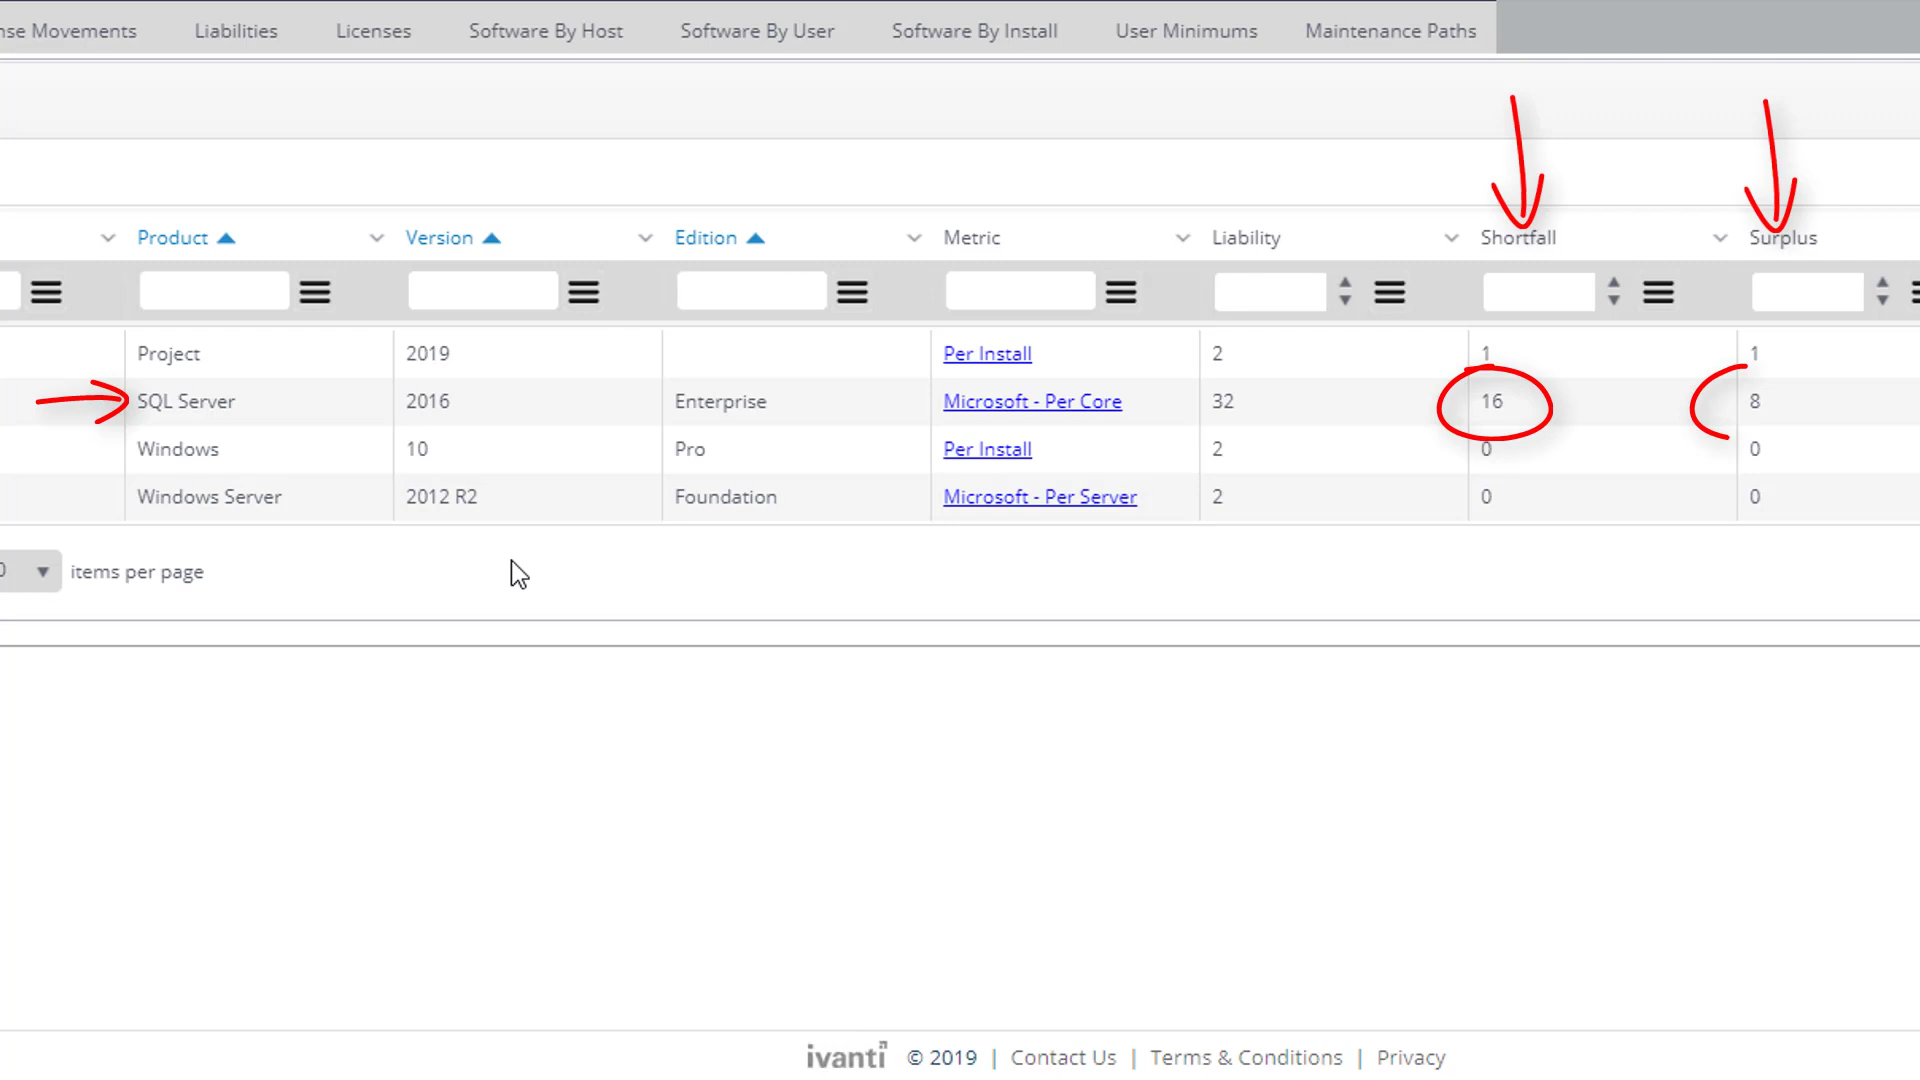 nse Movements Liabilities Licenses Software By Host Software By User Software By Install User Minimums Maintenance Paths
Product Version Edition Metric Liability Shortfall Surplus
Project 2019 Per Install 2 1 1
SQL Server 2016 Enterprise Microsoft - Per Core 32 16 8
Windows 10 Pro Per Install 2 0 0
Windows Server 2012 R2 Foundation Microsoft - Per Server 2 0 0
0 items per page
ivanti © 2019 | Contact Us | Terms & Conditions | Privacy